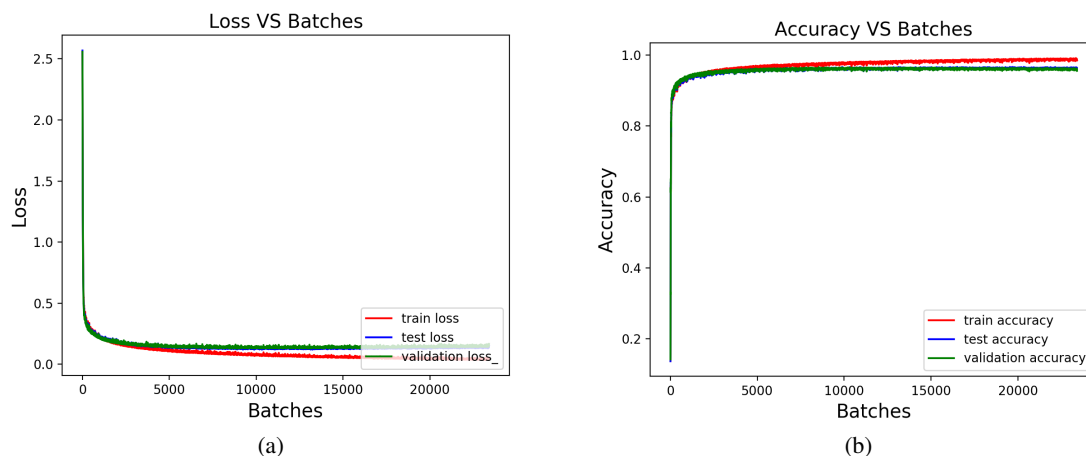 Loss VS Batches
2.5
2.0
1.5
1.0
0.5
0.0
Loss
train loss
test loss
validation loss
0 5000 10000 15000 20000
Batches
(a)
Accuracy VS Batches
1.0
0.8
0.6
0.4
0.2
Accuracy
train accuracy
test accuracy
validation accuracy
0 5000 10000 15000 20000
Batches
(b)